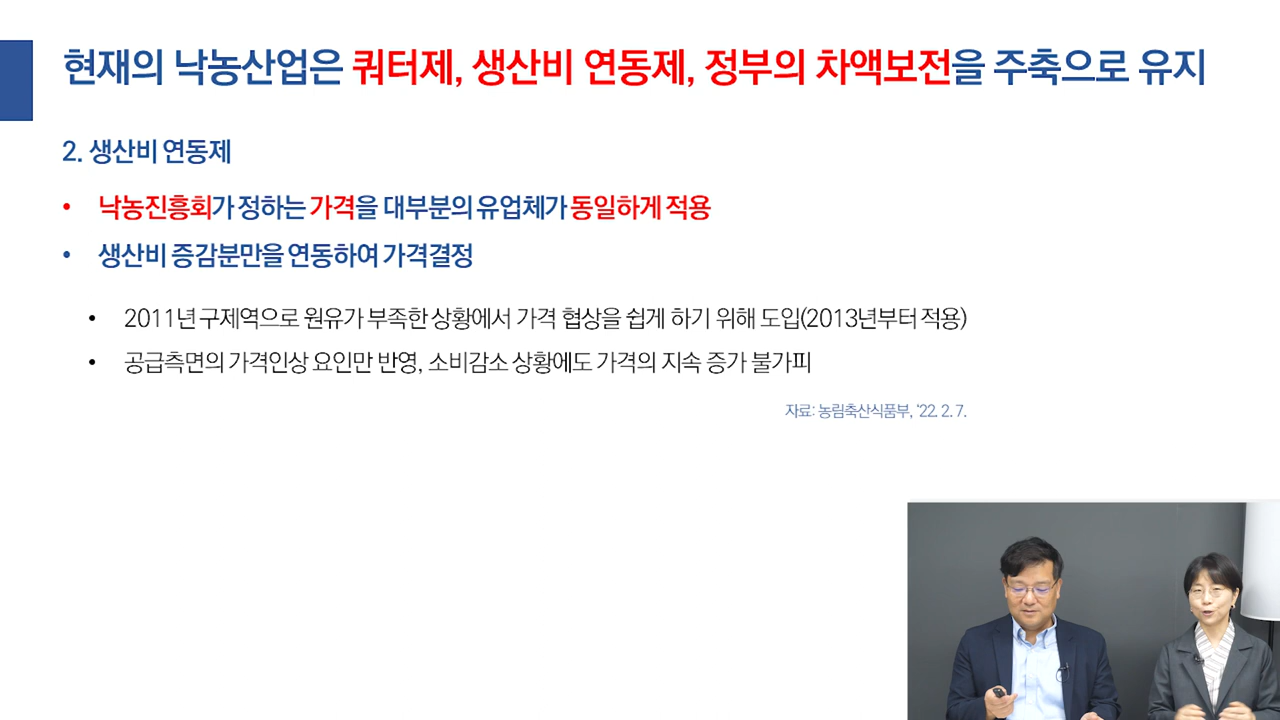 현재의 낙농산업은 쿼터제, 생산비 연동제, 정부의 차액보전을 주축으로 유지
2. 생산비 연동제
• 낙농진흥회가 정하는 가격을 대부분의 유업체가 동일하게 적용
• 생산비 증감분만을 연동하여 가격결정
• 2011년 구제역으로 원유가 부족한 상황에서 가격 협상을 쉽게 하기 위해 도입(2013년부터 적용)
• 공급측면의 가격인상 요인만 반영, 소비감소 상황에도 가격의 지속 증가 불가피
자료: 농림축산식품부, '22. 2. 7.